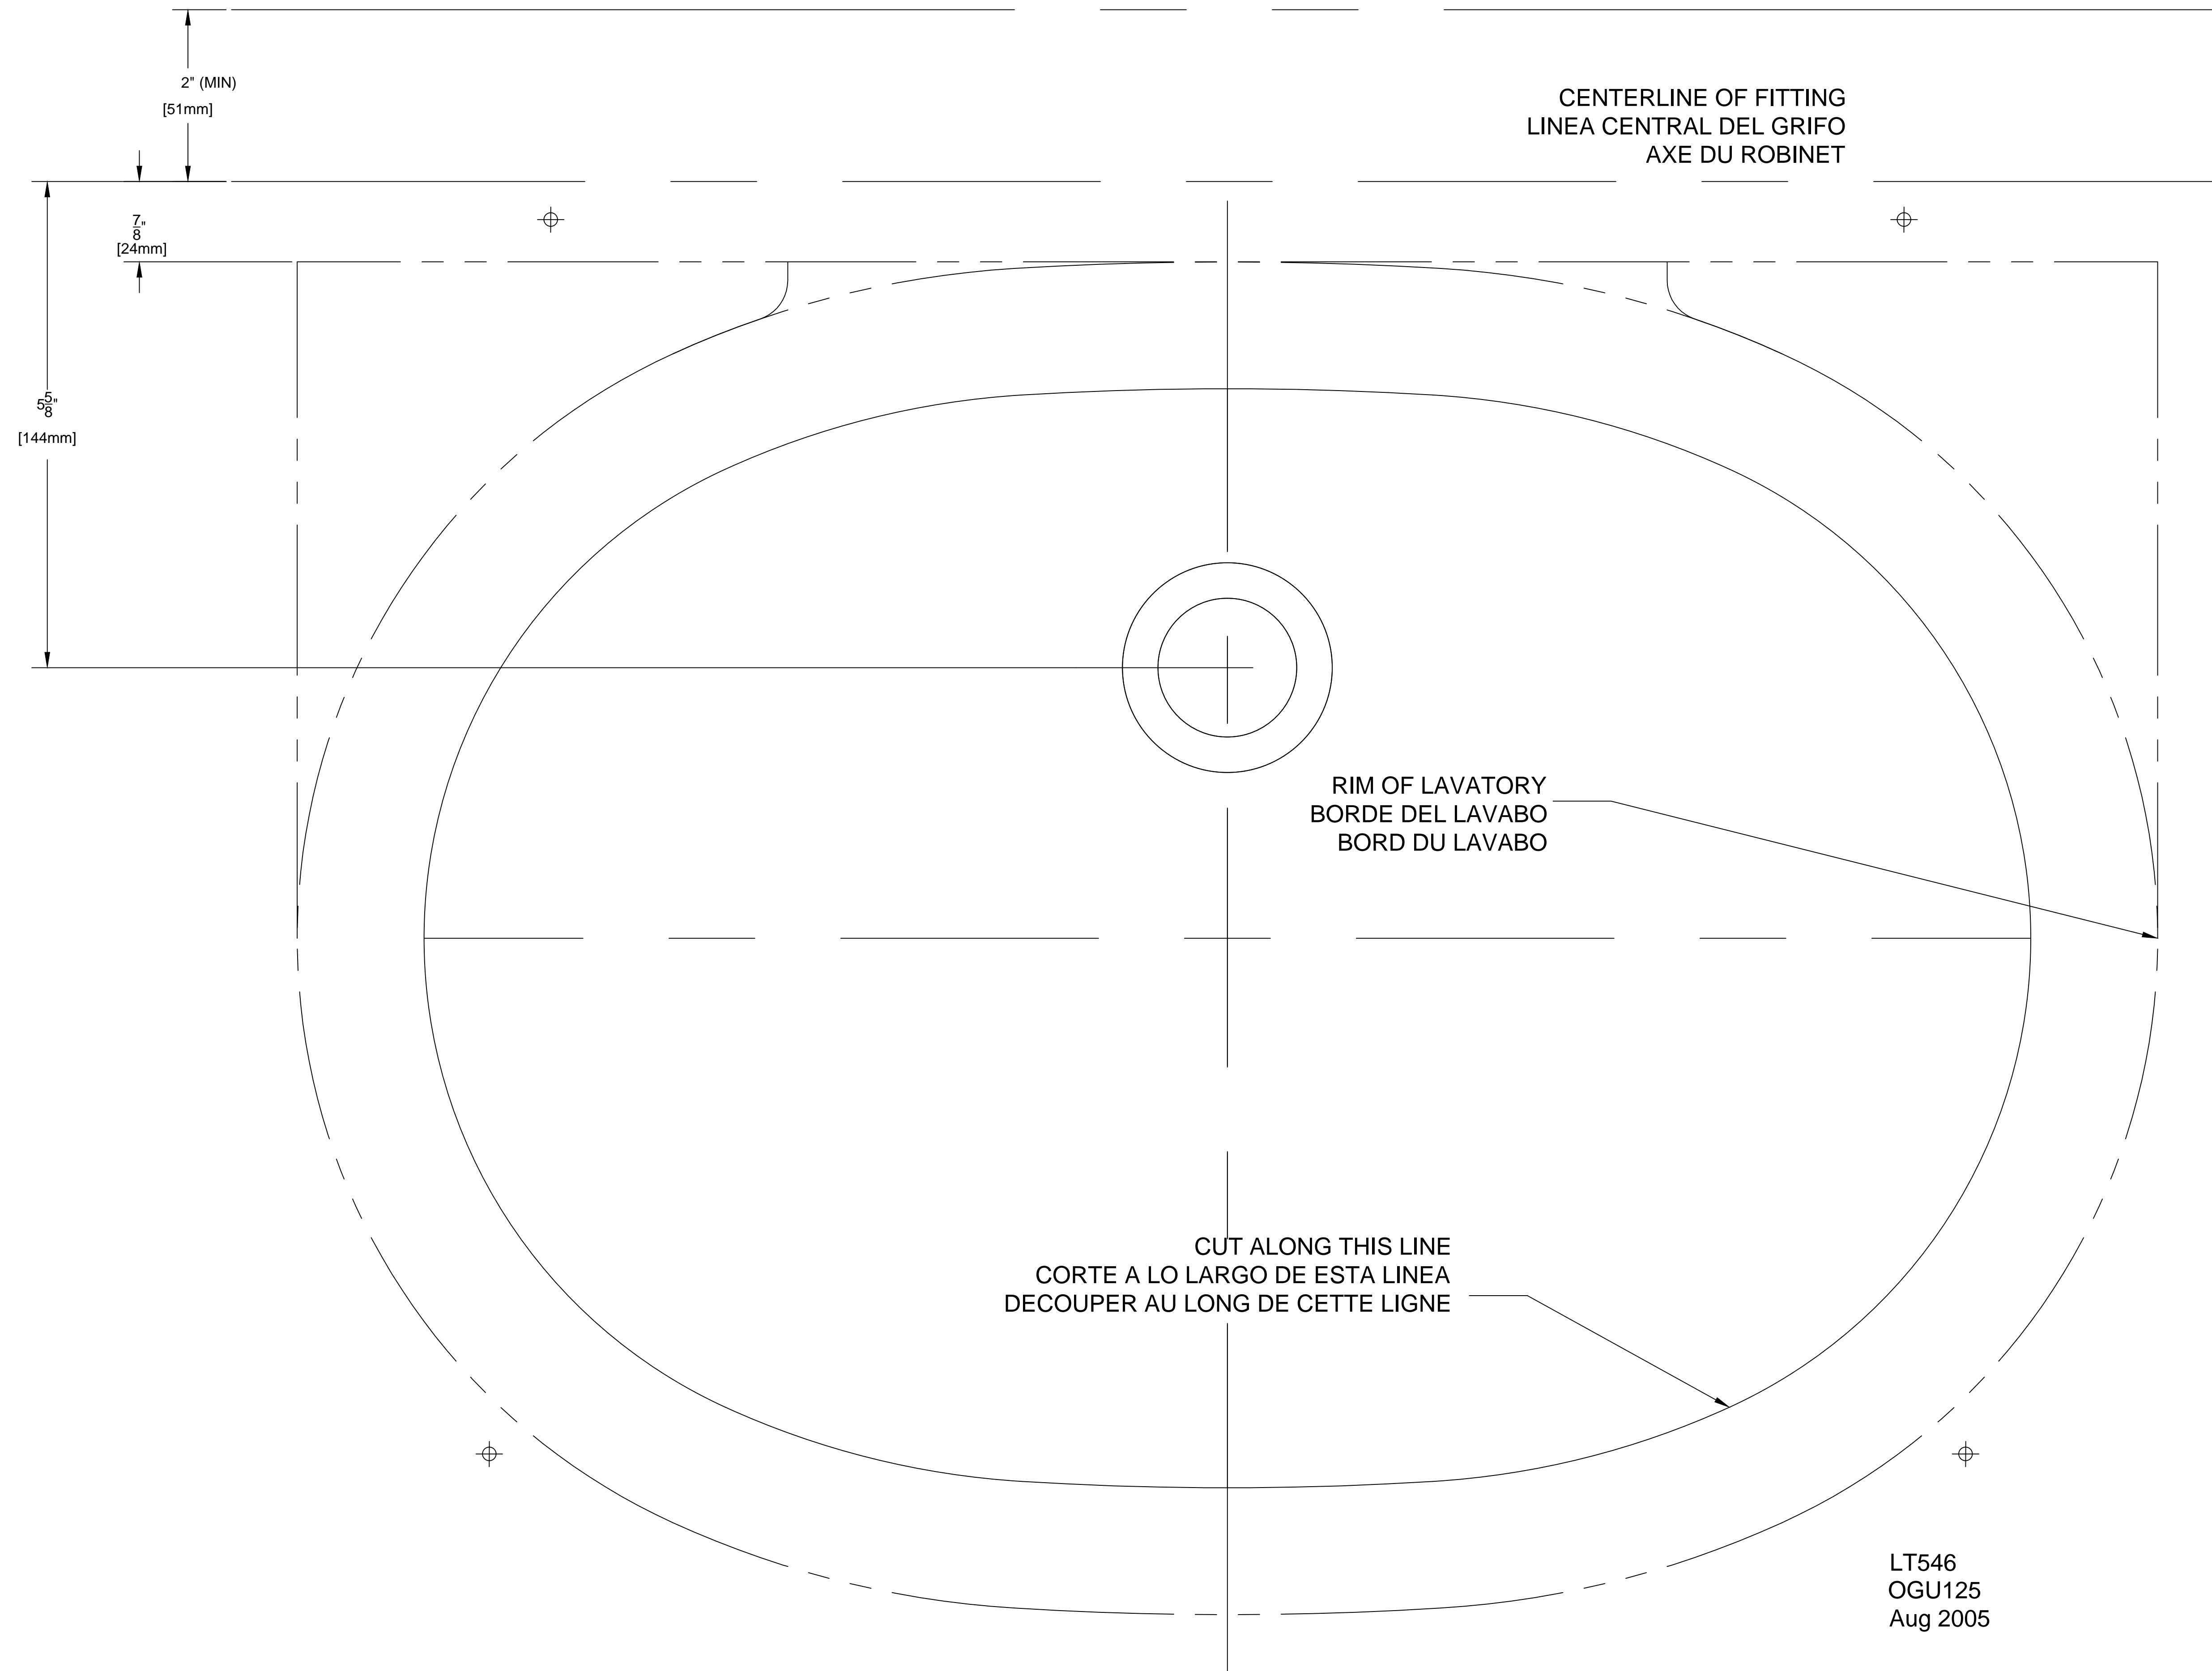 2" (MIN)
[51mm]
CENTERLINE OF FITTING
LINEA CENTRAL DEL GRIFO
AXE DU ROBINET
7/8"
[24mm]
5 5/8"
[144mm]
RIM OF LAVATORY
BORDE DEL LAVABO
BORD DU LAVABO
CUT ALONG THIS LINE
CORTE A LO LARGO DE ESTA LINEA
DECOUPER AU LONG DE CETTE LIGNE
LT546
OGU125
Aug 2005